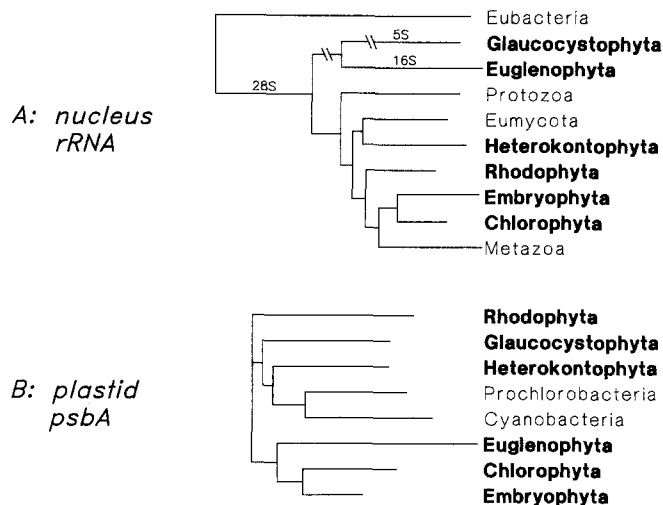 Eubacteria
5S
Glaucocystophyta
16S
Euglenophyta
28S
Protozoa
A: nucleus
rRNA
Eumycota
Heterokontophyta
Rhodophyta
Embryophyta
Chlorophyta
Metazoa
Rhodophyta
Glaucocystophyta
Heterokontophyta
B: plastid
psbA
Prochlorobacteria
Cyanobacteria
Euglenophyta
Chlorophyta
Embryophyta